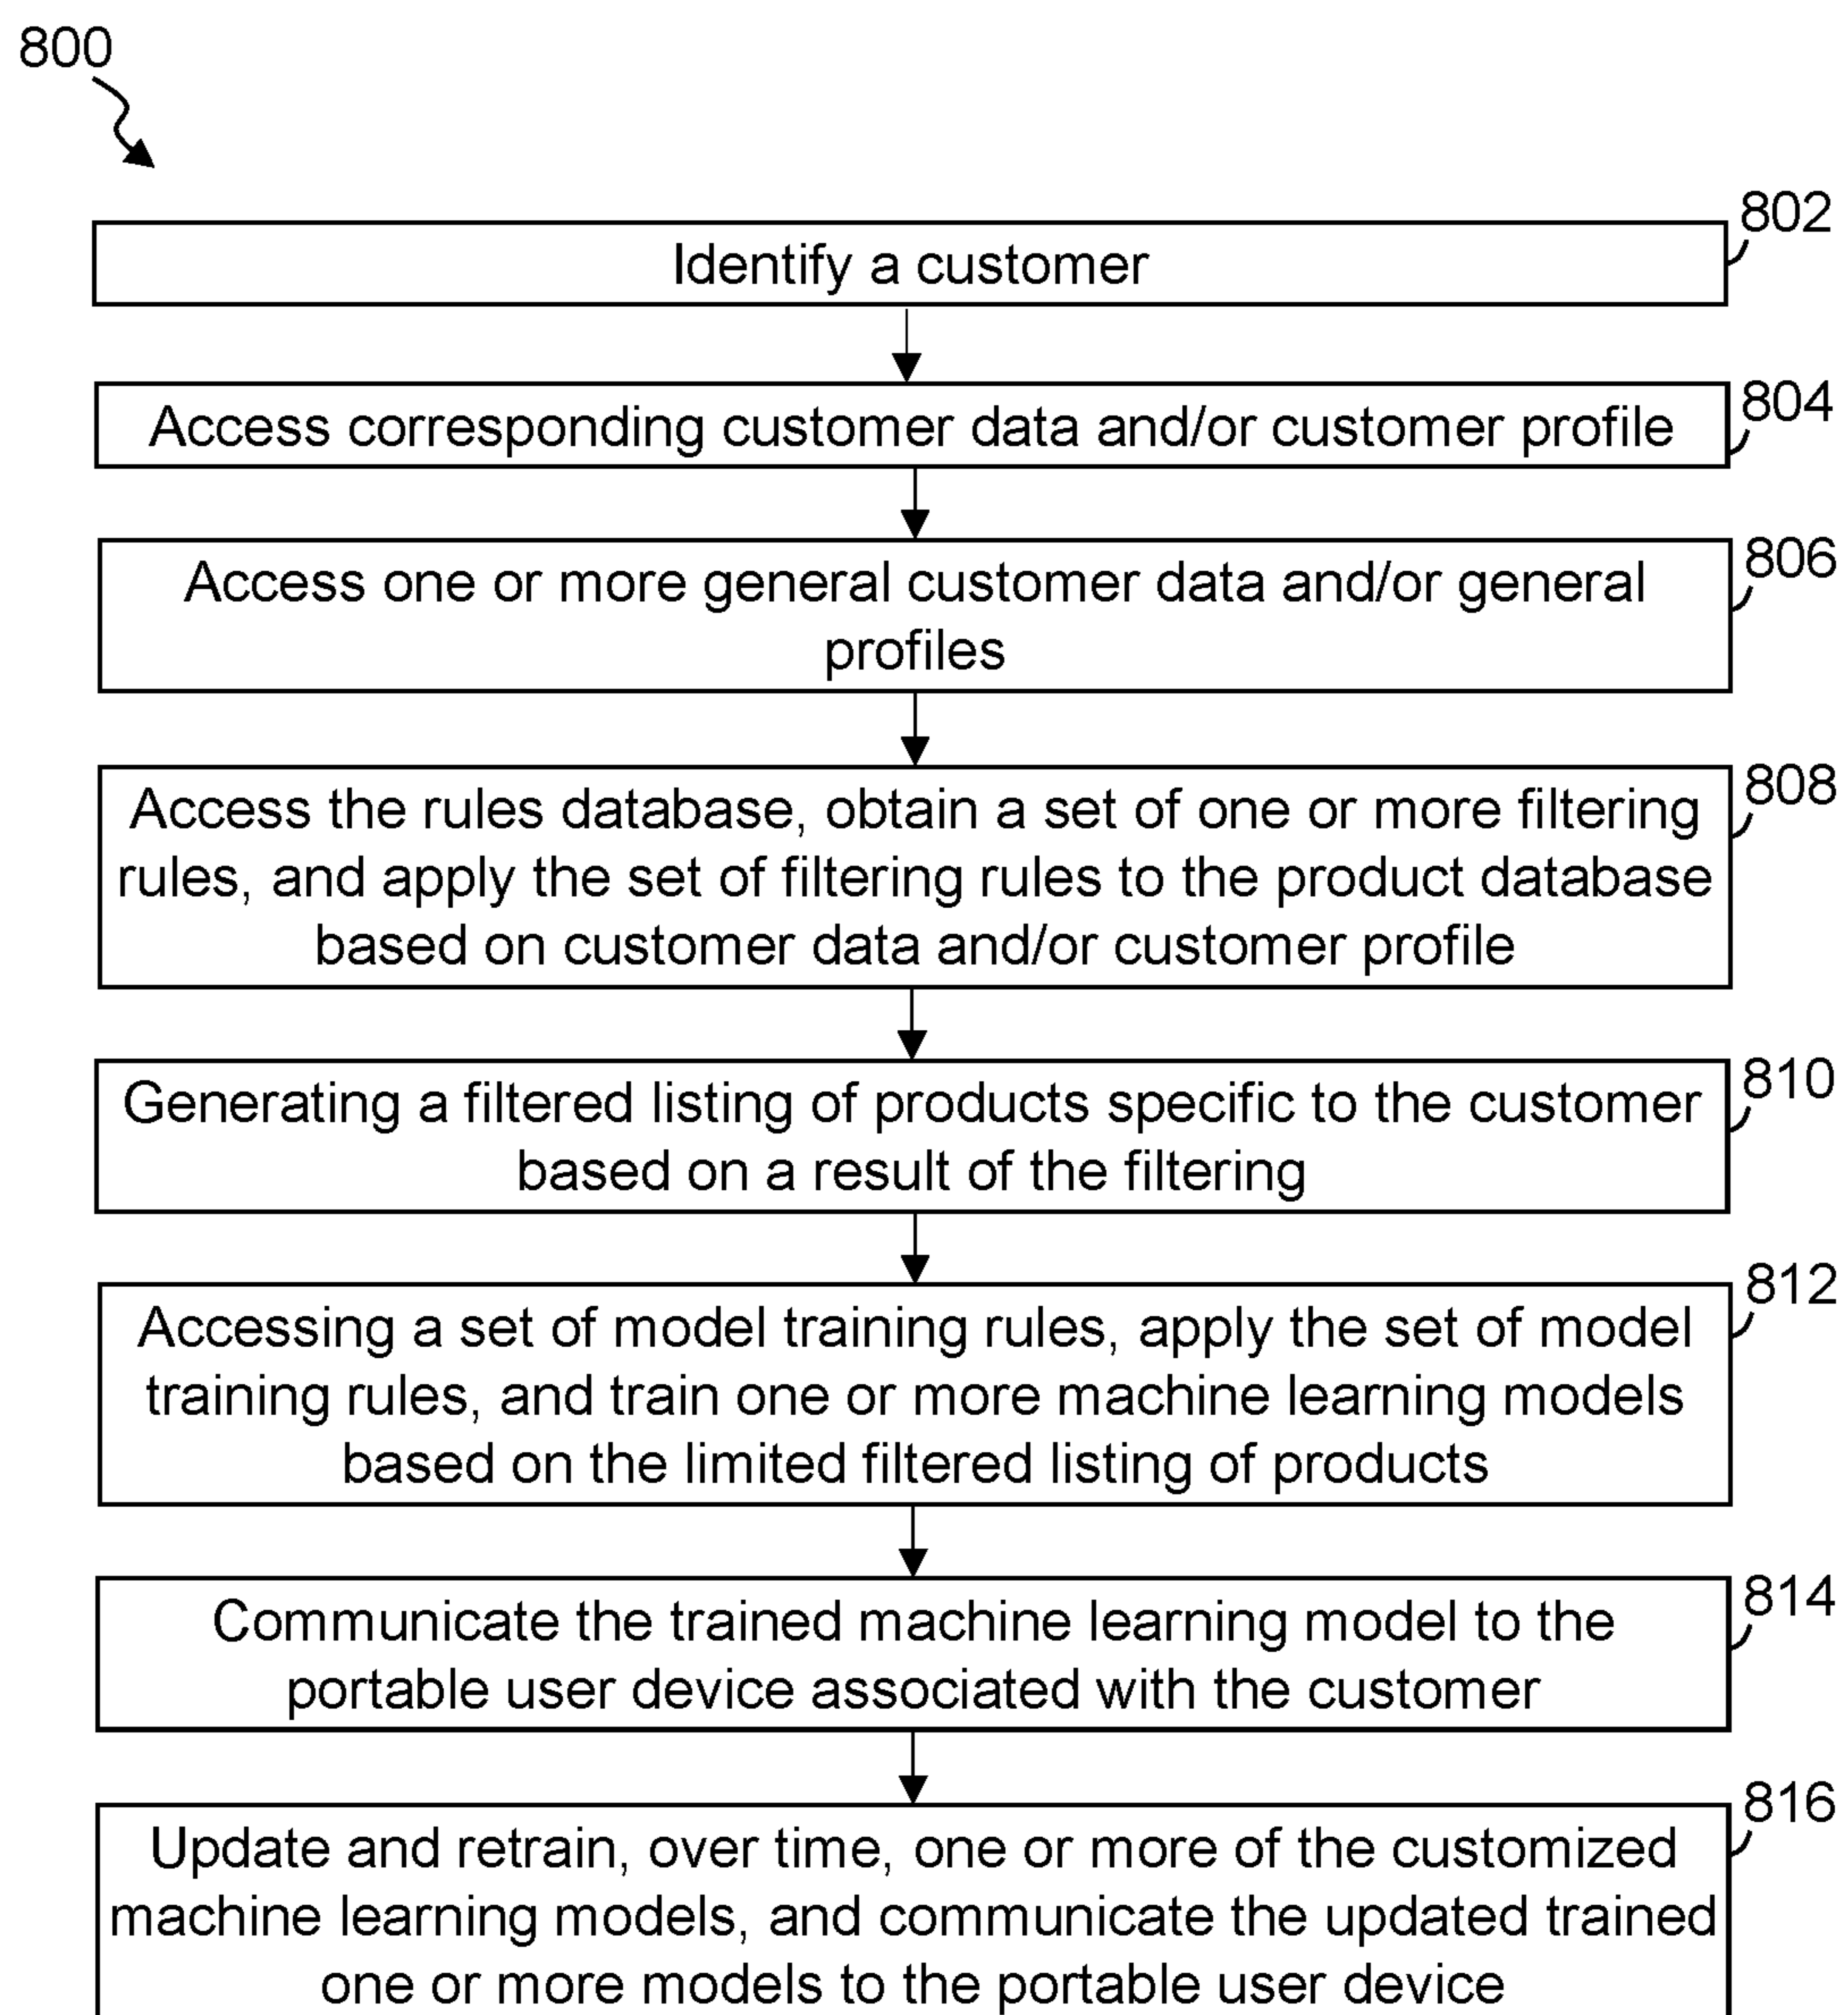 800
802
Identify a customer
804
Access corresponding customer data and/or customer profile
806
Access one or more general customer data and/or general
profiles
808
Access the rules database, obtain a set of one or more filtering
rules, and apply the set of filtering rules to the product database
based on customer data and/or customer profile
810
Generating a filtered listing of products specific to the customer
based on a result of the filtering
812
Accessing a set of model training rules, apply the set of model
training rules, and train one or more machine learning models
based on the limited filtered listing of products
814
Communicate the trained machine learning model to the
portable user device associated with the customer
816
Update and retrain, over time, one or more of the customized
machine learning models, and communicate the updated trained
one or more models to the portable user device